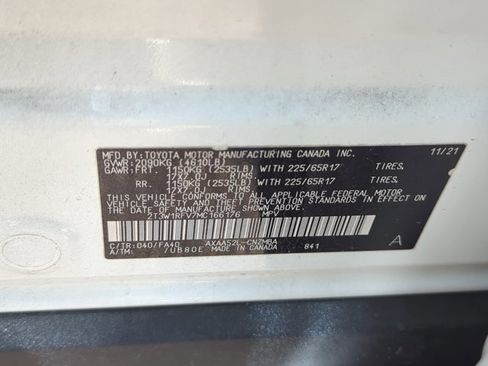 MFD.BY:TOYOTA MOTOR MANUFACTURING CANADA INC. 11/21
GVWR:2090KG (4610LB)
GAWR:FRT. 1150KG (2535LB) WITH 225/65R17 TIRES,
17X7.0J RIMS
RR. 1150KG (2535LB) WITH 225/65R17 TIRES,
17X7.0J RIMS
THIS VEHICLE CONFORMS TO ALL APPLICABLE FEDERAL MOTOR
VEHICLE SAFETY AND THEFT PREVENTION STANDARDS IN EFFECT ON
THE DATE OF MANUFACTURE SHOWN ABOVE.
2T3W1RFV7MC166176 MPV
C/TR:040/FA40 AXAA52L-CNZMBA 841 A
A/TM: /UB80E MADE IN CANADA